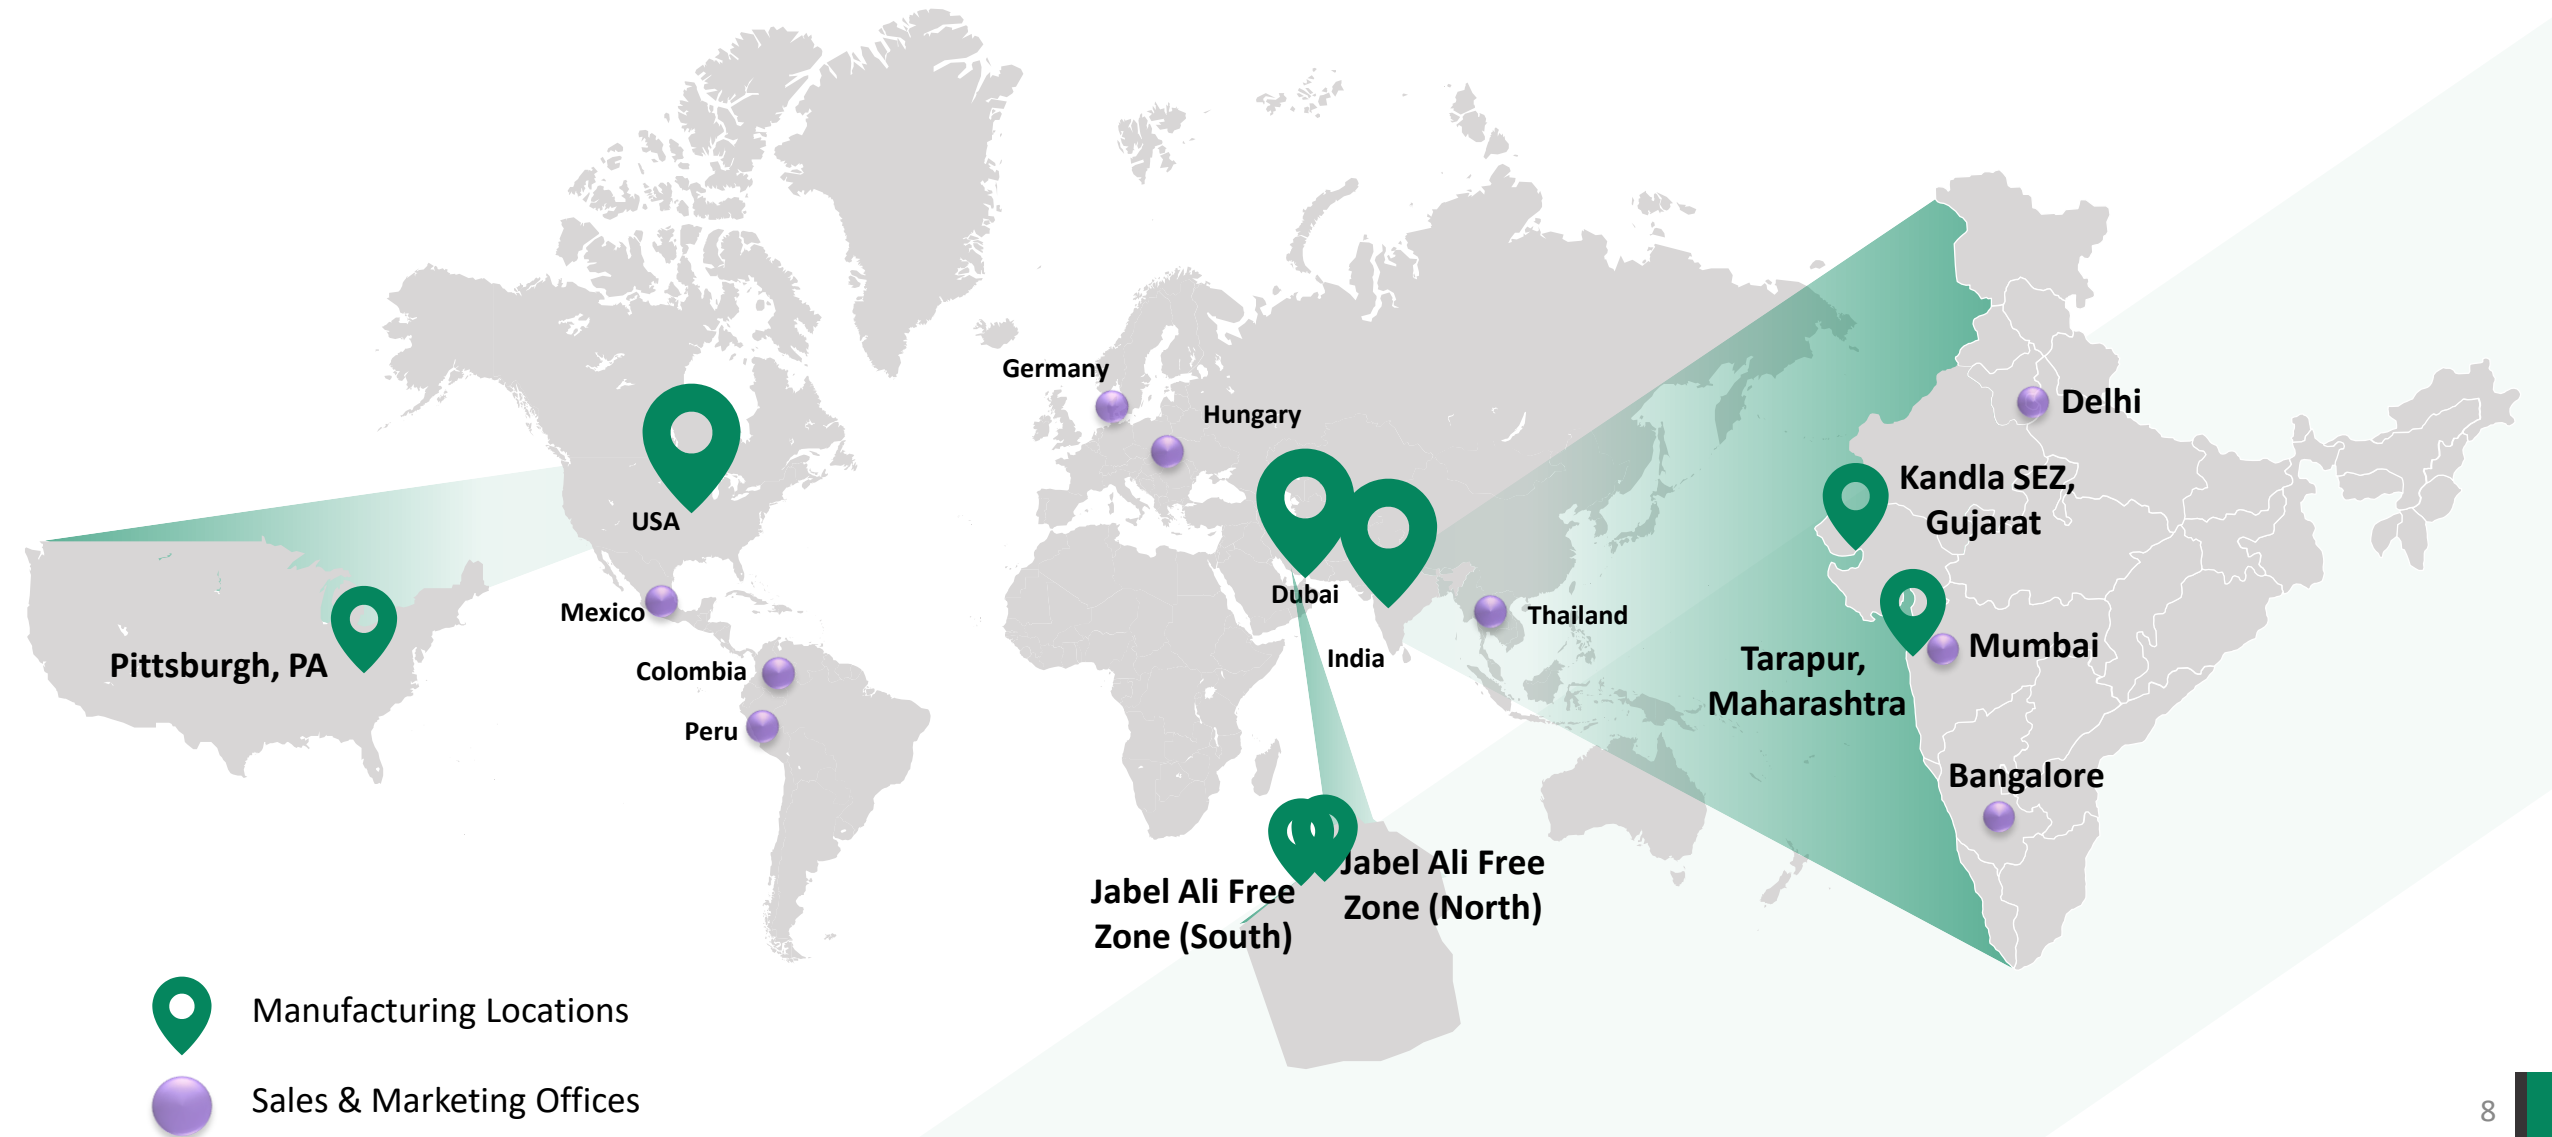 Germany
Hungary
USA
Dubai
India
Thailand
Mexico
Colombia
Peru
Pittsburgh, PA
Delhi
Kandla SEZ,
Gujarat
Tarapur,
Maharashtra
Mumbai
Bangalore
Jabel Ali Free
Zone (South)
Jabel Ali Free
Zone (North)
Manufacturing Locations
Sales & Marketing Offices
8